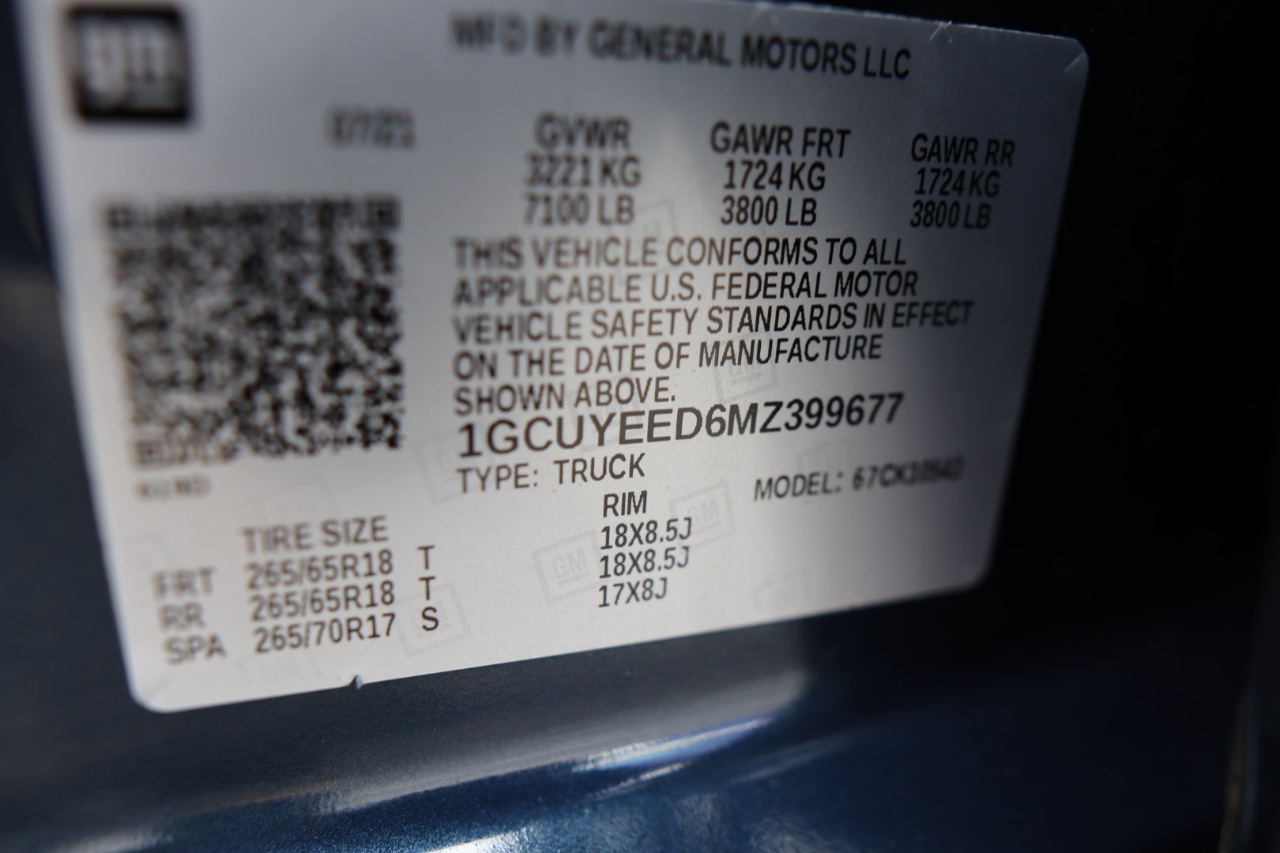 gm
MFD BY GENERAL MOTORS LLC
07/21
GVWR GAWR FRT GAWR RR
3221 KG 1724 KG 1724 KG
7100 LB 3800 LB 3800 LB
THIS VEHICLE CONFORMS TO ALL
APPLICABLE U.S. FEDERAL MOTOR
VEHICLE SAFETY STANDARDS IN EFFECT
ON THE DATE OF MANUFACTURE
SHOWN ABOVE.
1GCUYEED6MZ399677
TYPE: TRUCK
MODEL:
TIRE SIZE RIM
FRT 265/65R18 T 18X8.5J
RR 265/65R18 T 18X8.5J
SPA 265/70R17 S 17X8J